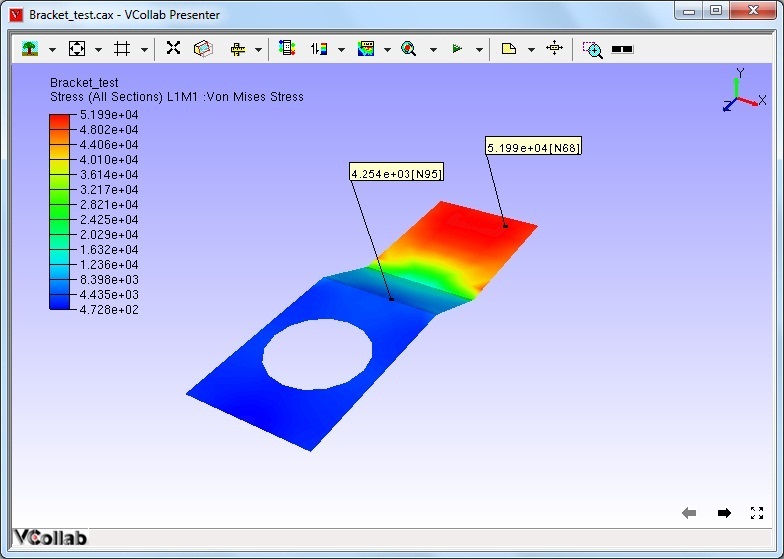 Bracket_test.cax - VCollab Presenter
Bracket_test
Stress (All Sections) L1M1 :Von Mises Stress
5.199e+04
4.802e+04
4.406e+04
4.010e+04
3.614e+04
3.217e+04
2.821e+04
2.425e+04
2.029e+04
1.632e+04
1.236e+04
8.398e+03
4.435e+03
4.728e+02
5.199e+04[N68]
4.254e+03[N95]
Y
X
Z
VCollab